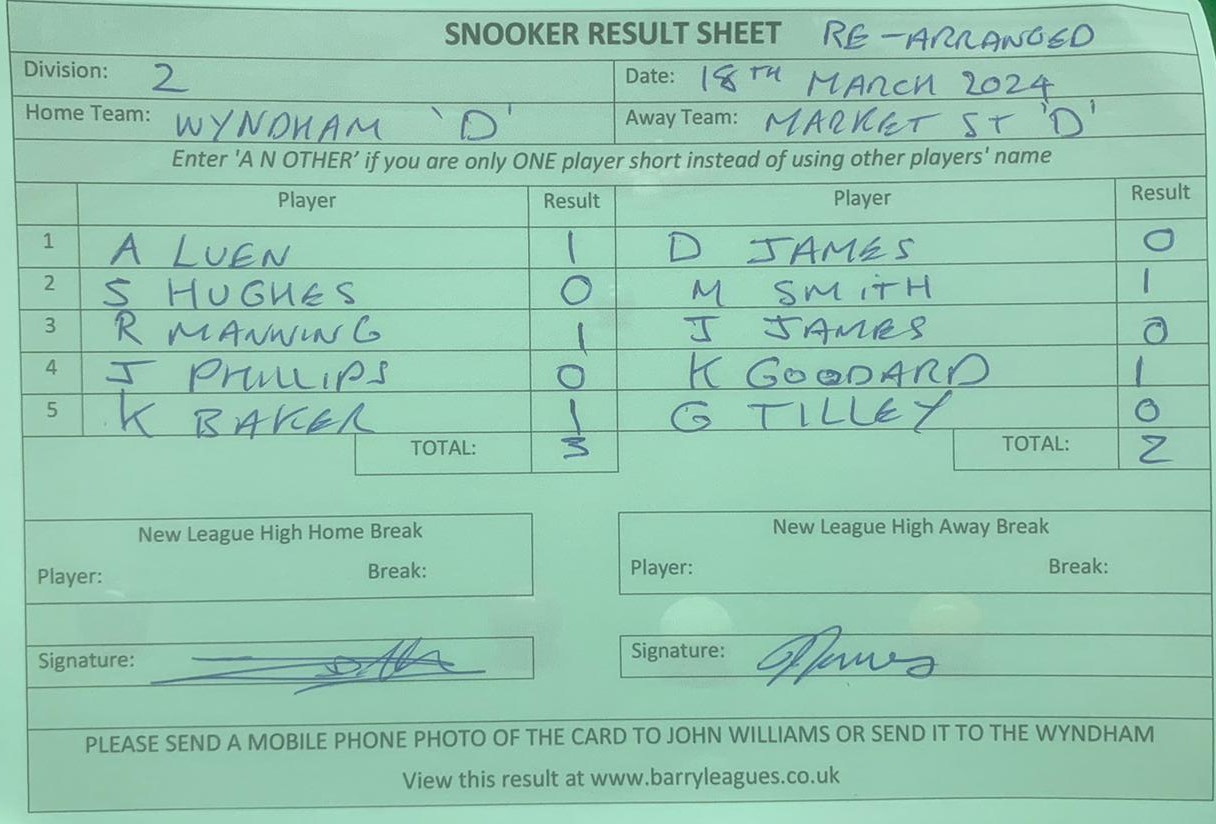 SNOOKER RESULT SHEET RE-ARRANGED
Division: 2 Date: 18TH MARCH 2024
Home Team: WYNDHAM 'D' Away Team: MARKET ST 'D'
Enter 'A N OTHER' if you are only ONE player short instead of using other players' name
Player Result Player Result
1 A LUEN 1 D JAMES 0
2 S HUGHES 0 M SMITH 1
3 R MANNING 1 J JAMES 0
4 J PHILLIPS 0 K GOODARD 1
5 K BAKER 1 G TILLEY 0
TOTAL: 3 TOTAL: 2
New League High Home Break New League High Away Break
Player: Break: Player: Break:
Signature: Signature:
PLEASE SEND A MOBILE PHONE PHOTO OF THE CARD TO JOHN WILLIAMS OR SEND IT TO THE WYNDHAM
View this result at www.barryleagues.co.uk